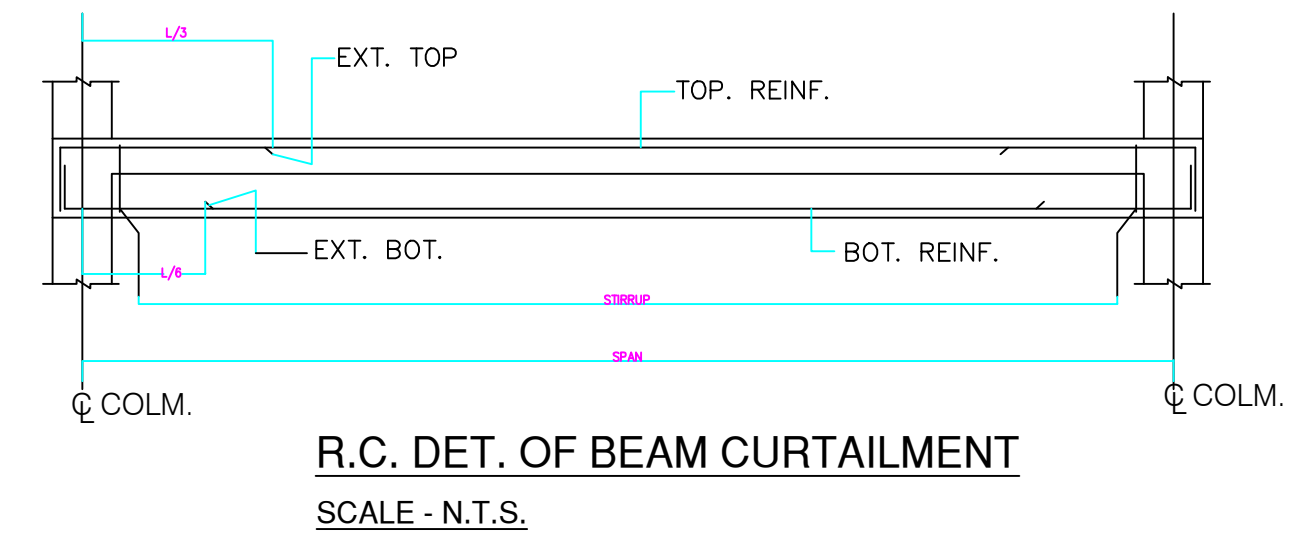 L/3
EXT. TOP
TOP. REINF.
EXT. BOT.
BOT. REINF.
L/6
STIRRUP
SPAN
℄ COLM.
℄ COLM.
R.C. DET. OF BEAM CURTAILMENT
SCALE - N.T.S.